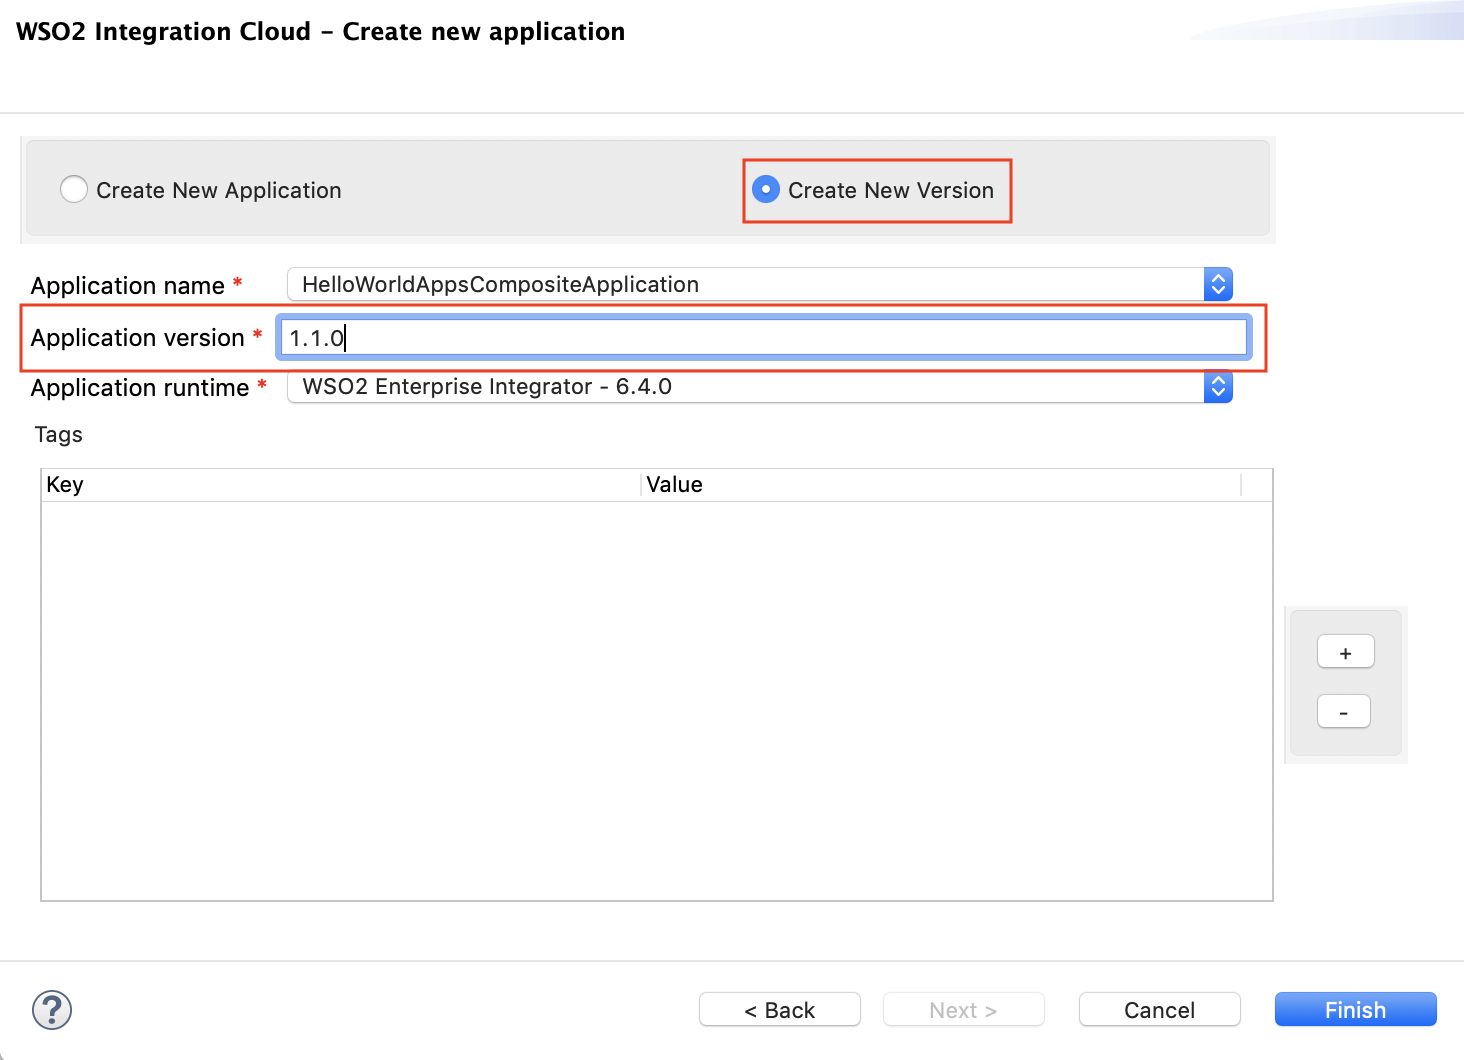 WSO2 Integration Cloud – Create new application
Create New Application
Create New Version
Application name *
HelloWorldAppsCompositeApplication
Application version *
1.1.0
Application runtime *
WSO2 Enterprise Integrator - 6.4.0
Tags
Key
Value
+
-
?
< Back
Next >
Cancel
Finish